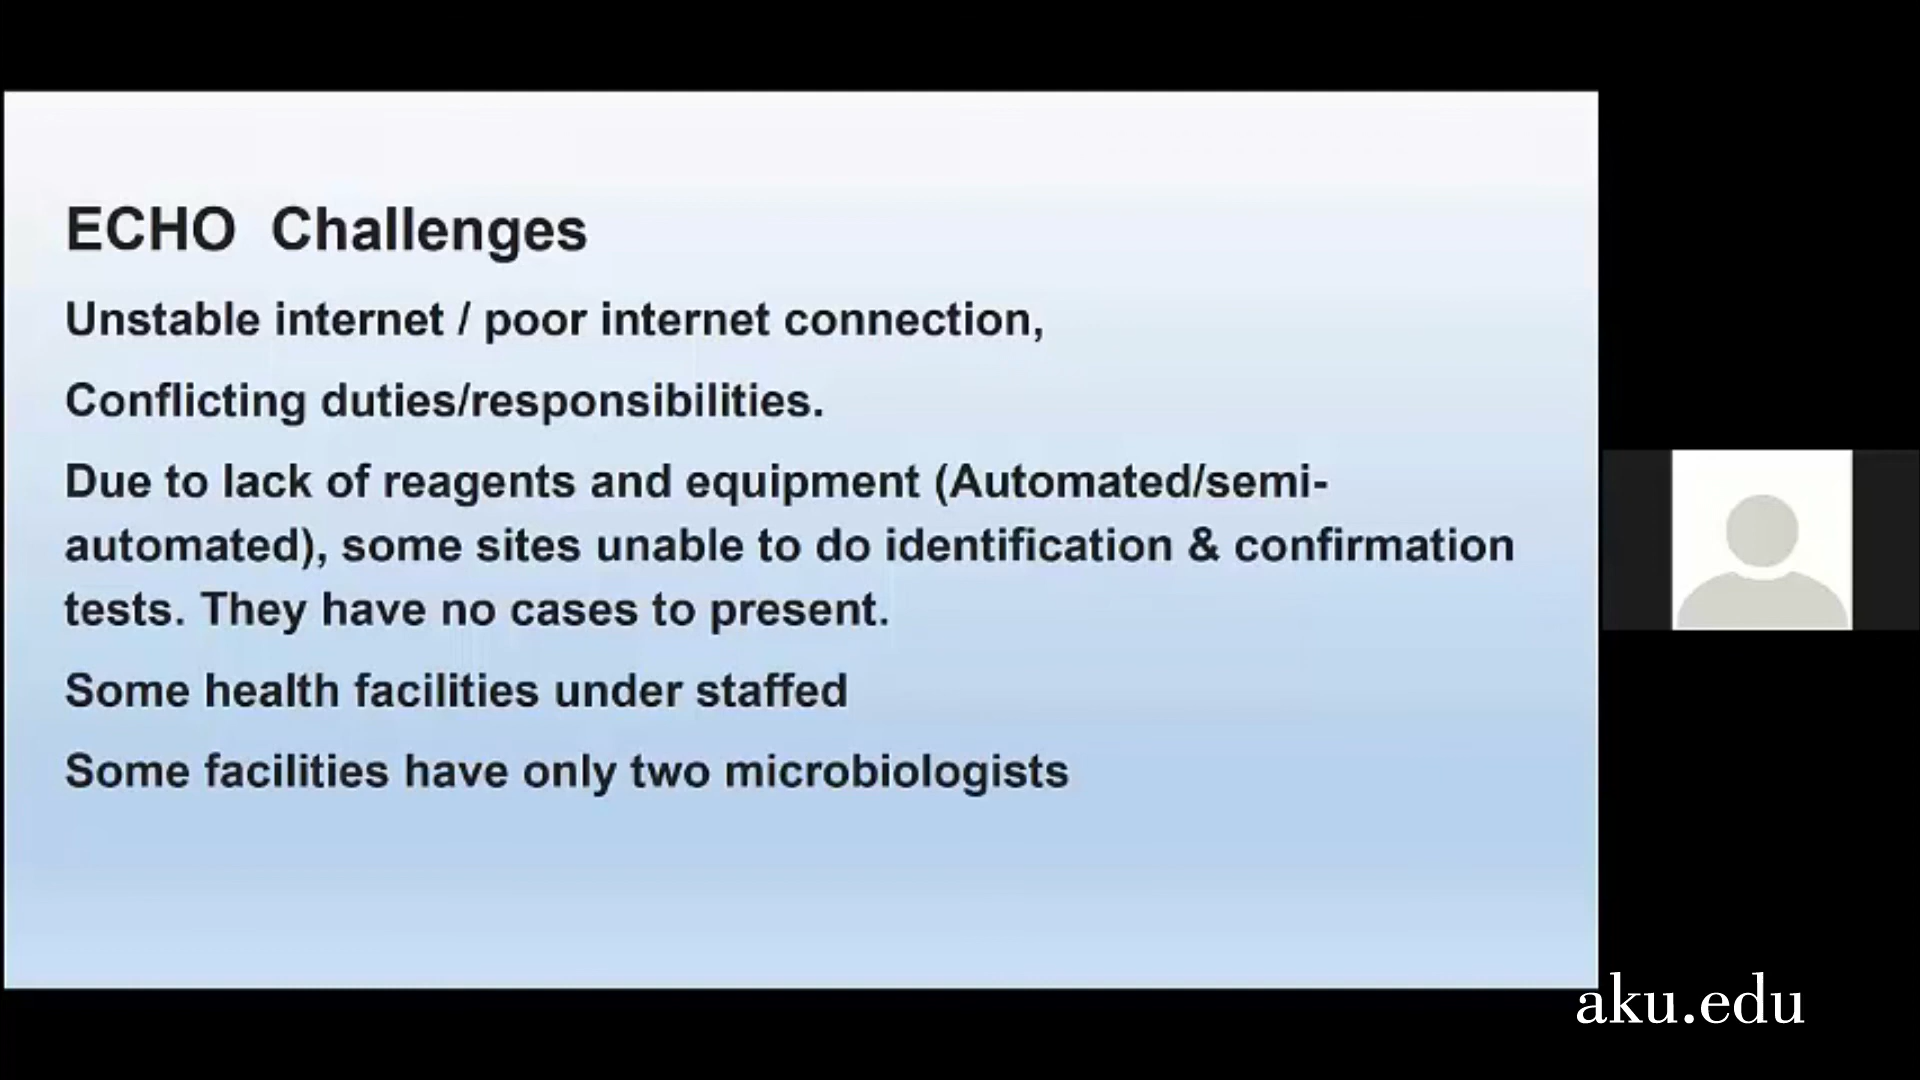 ECHO Challenges
Unstable internet / poor internet connection,
Conflicting duties/responsibilities.
Due to lack of reagents and equipment (Automated/semi-
automated), some sites unable to do identification & confirmation
tests. They have no cases to present.
Some health facilities under staffed
Some facilities have only two microbiologists
aku.edu